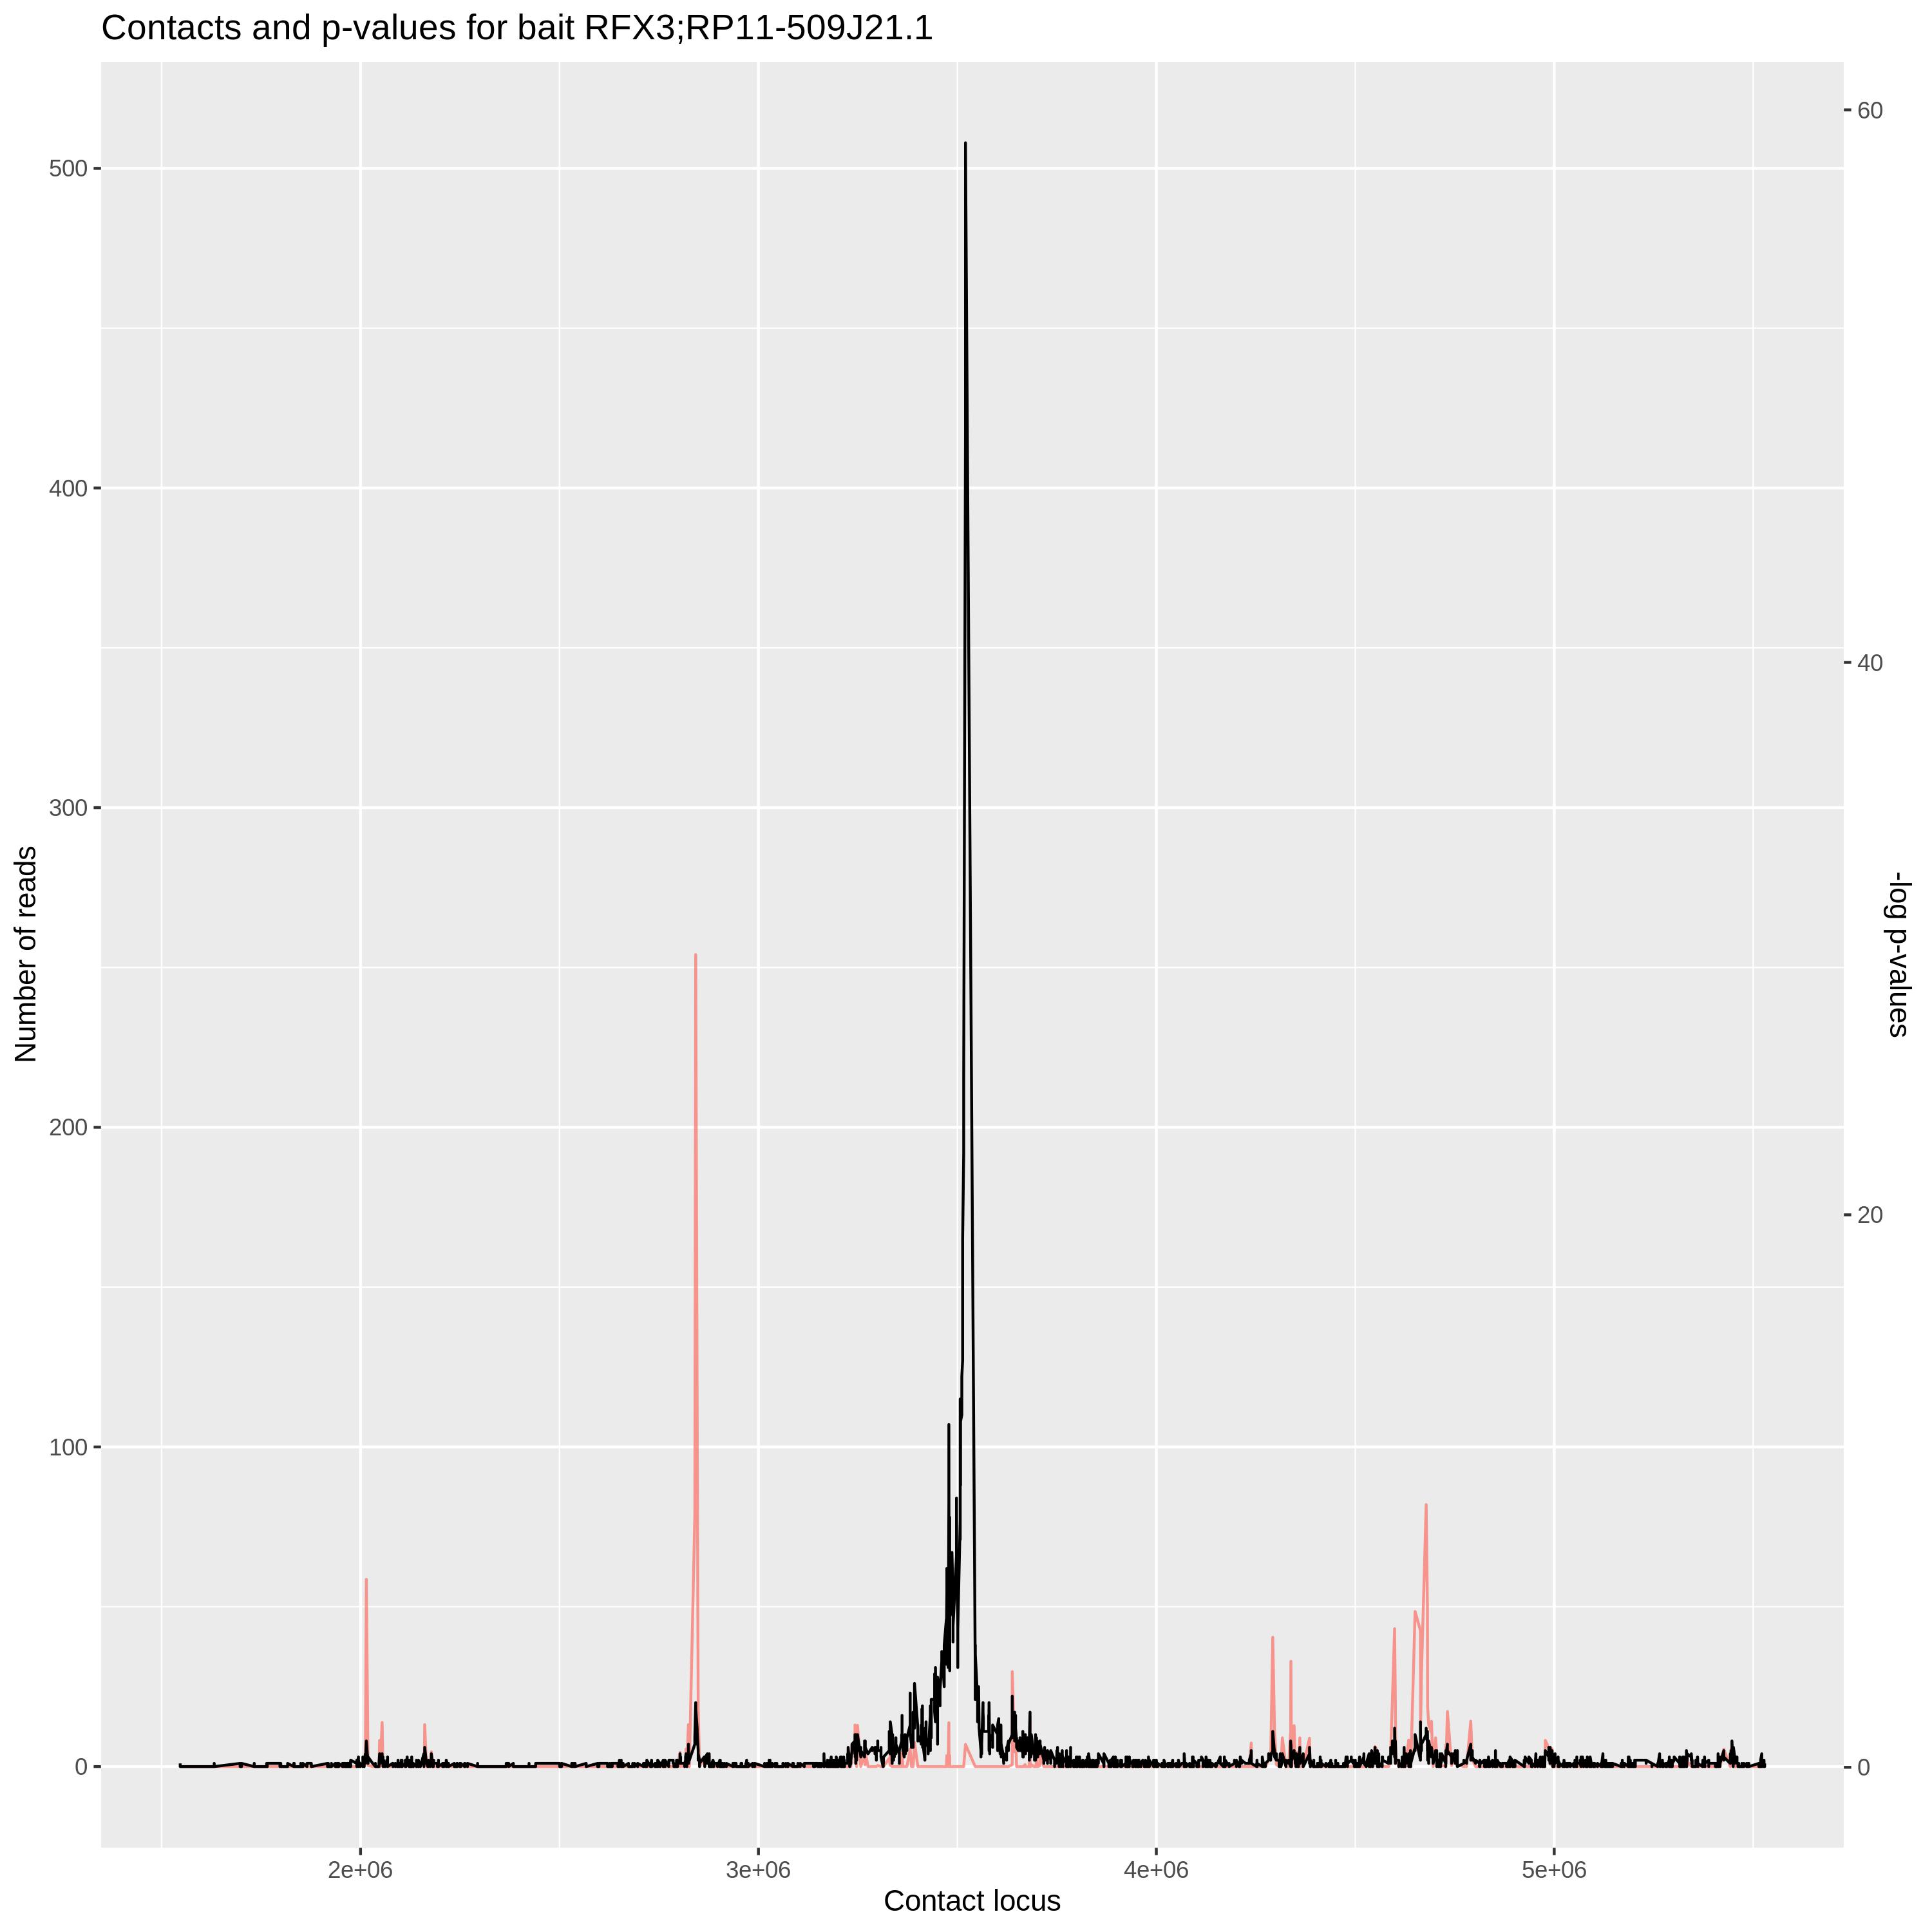 Contacts and p-values for bait RFX3;RP11-509J21.1
Number of reads
500
400
300
200
100
0
60
40
20
0
-log p-values
2e+06 3e+06 4e+06 5e+06
Contact locus